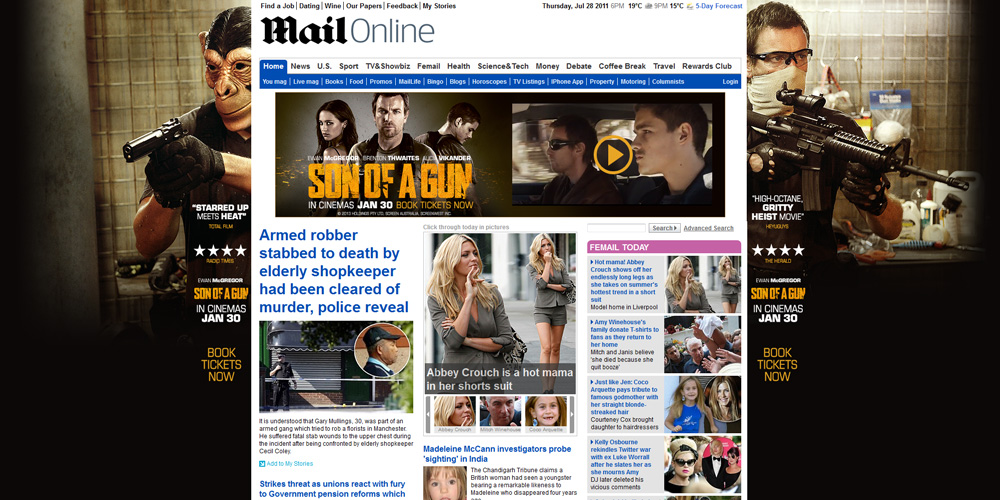 Find a Job | Dating | Wine | Our Papers | Feedback | My Stories
Thursday, Jul 28 2011 6PM 19°C 9PM 15°C 5-Day Forecast
Mail Online
Home News U.S. Sport TV&Showbiz Femail Health Science&Tech Money Debate Coffee Break Travel Rewards Club
You mag | Live mag | Books | Food | Promos | MailLife | Bingo | Blogs | Horoscopes | TV Listings | iPhone App | Property | Motoring | Columnists
Login
EWAN McGREGOR BRENTON THWAITES ALICIA VIKANDER
SON OF A GUN
IN CINEMAS JAN 30 BOOK TICKETS NOW
"STARRED UP
MEETS HEAT"
TOTAL FILM
★★★★
RADIO TIMES
EWAN McGREGOR
SON OF A GUN
IN CINEMAS
JAN 30
BOOK
TICKETS
NOW
Armed robber
stabbed to death by
elderly shopkeeper
had been cleared of
murder, police reveal
It is understood that Gary Mullings, 30, was part of an
armed gang which tried to rob a florists in Manchester.
He suffered fatal stab wounds to the upper chest during
the incident after being confronted by elderly shopkeeper
Cecil Coley.
Add to My Stories
Strikes threat as unions react with fury
to Government pension reforms which
Click through today in pictures
Abbey Crouch is a hot mama
in her shorts suit
Abbey Crouch
Mitch Winehouse
Coco Arquette
Madeleine McCann investigators probe
'sighting' in India
The Chandigarh Tribune claims a
British woman had seen a youngster
bearing a remarkable likeness to
Madeleine who disappeared four years
Search
Advanced Search
FEMAIL TODAY
Hot mama! Abbey
Crouch shows off her
endlessly long legs as
she takes on summer's
hottest trend in a short
suit
Model home in Liverpool
Amy Winehouse's
family donate T-shirts to
fans as they return to
her home
Mitch and Janis believe
'she died because she
quit booze'
Just like Jen: Coco
Arquette pays tribute to
famous godmother with
her straight blonde-
streaked hair
Courteney Cox brought
daughter to hairdressers
Kelly Osbourne
rekindles Twitter war
with ex Luke Worrall
after he slates her as
she mourns Amy
DJ later deleted his
vicious comments
"HIGH-OCTANE,
GRITTY
HEIST MOVIE"
HEYUGUYS
★★★★
THE HERALD
EWAN McGREGOR
SON OF A GUN
IN CINEMAS
JAN 30
BOOK
TICKETS
NOW